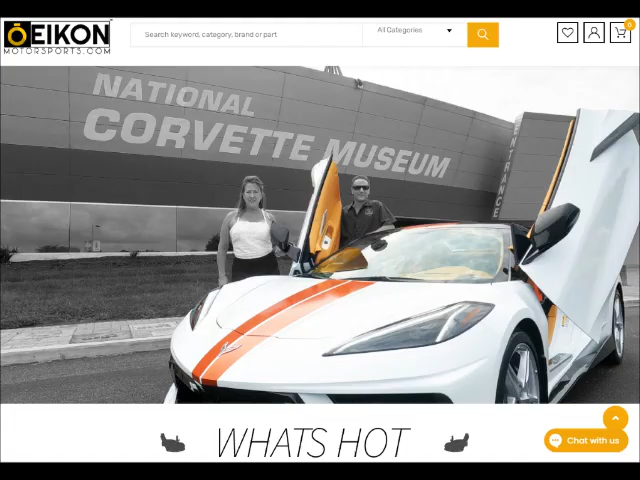 EIKON
MOTORSPORTS.COM
Search keyword, category, brand or part
All Categories
0
NATIONAL
CORVETTE MUSEUM
ENTRANCE
WHATS HOT
Chat with us